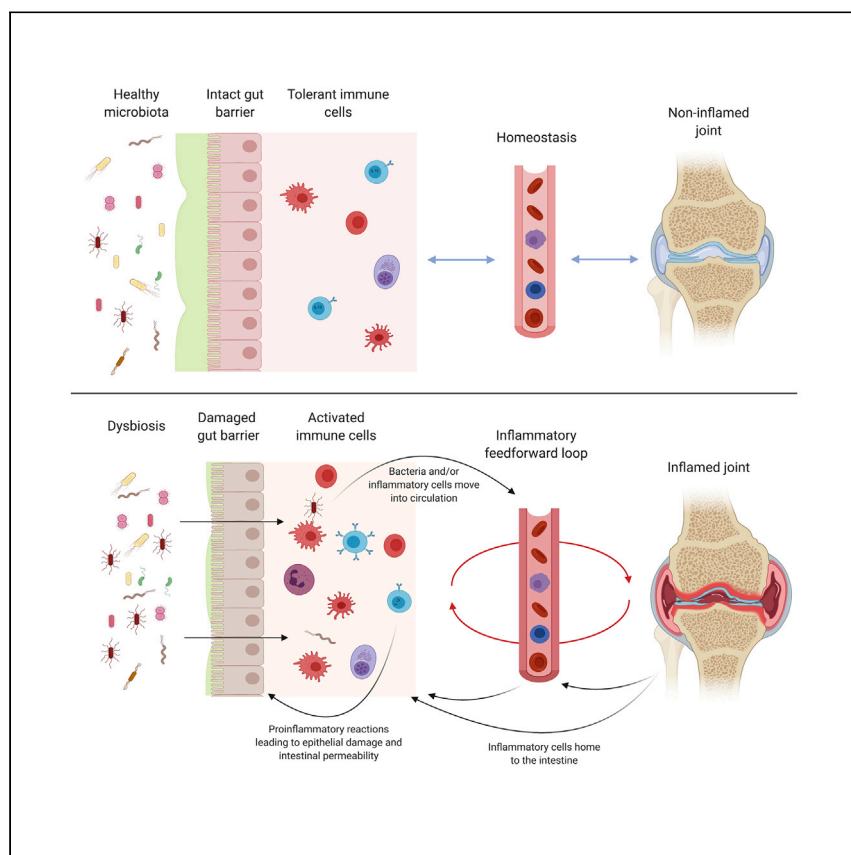 Healthy
microbiota
Intact gut
barrier
Tolerant immune
cells
Homeostasis
Non-inflamed
joint
Dysbiosis
Damaged
gut barrier
Activated
immune cells
Inflammatory
feedforward loop
Inflamed joint
Bacteria and/or
inflammatory cells move
into circulation
Proinflammatory reactions
leading to epithelial damage and
intestinal permeability
Inflammatory cells home
to the intestine